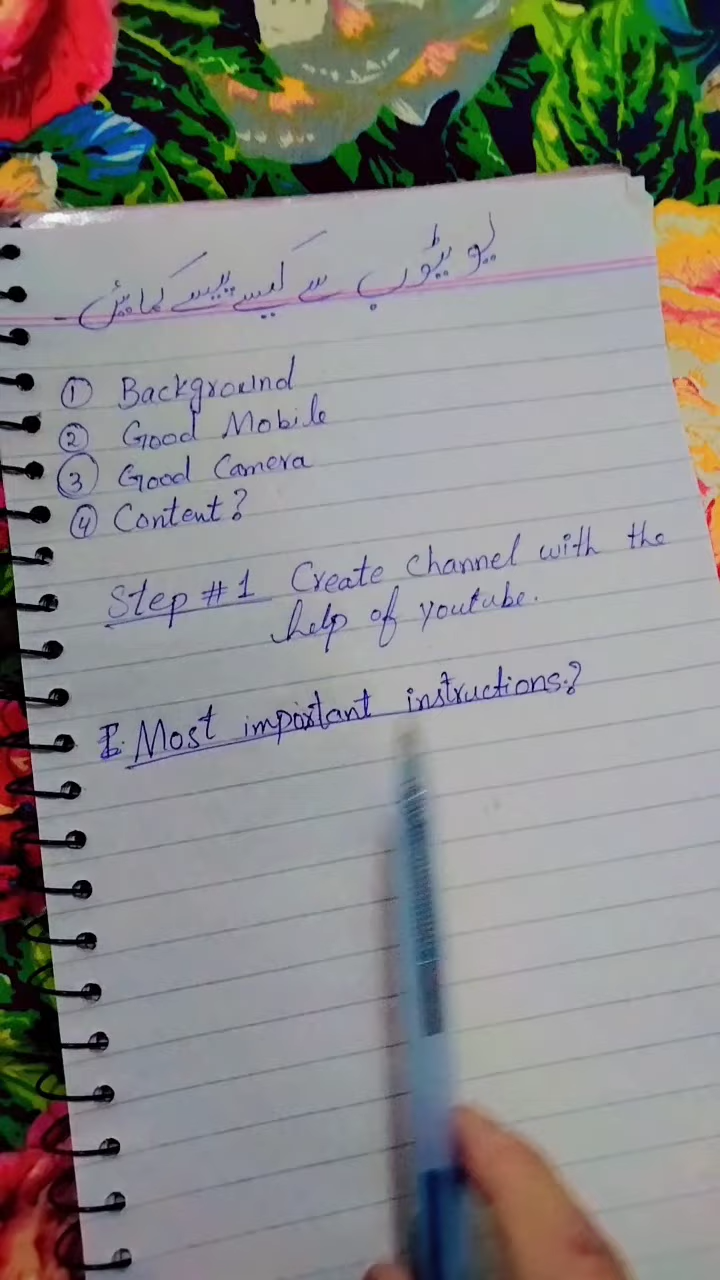 یوٹیوب سے کیسے پیسے کمائیں۔
① Background
② Good Mobile
③ Good Camera
④ Content?
Step #1 Create channel with the
help of youtube.
I. Most important instructions.?